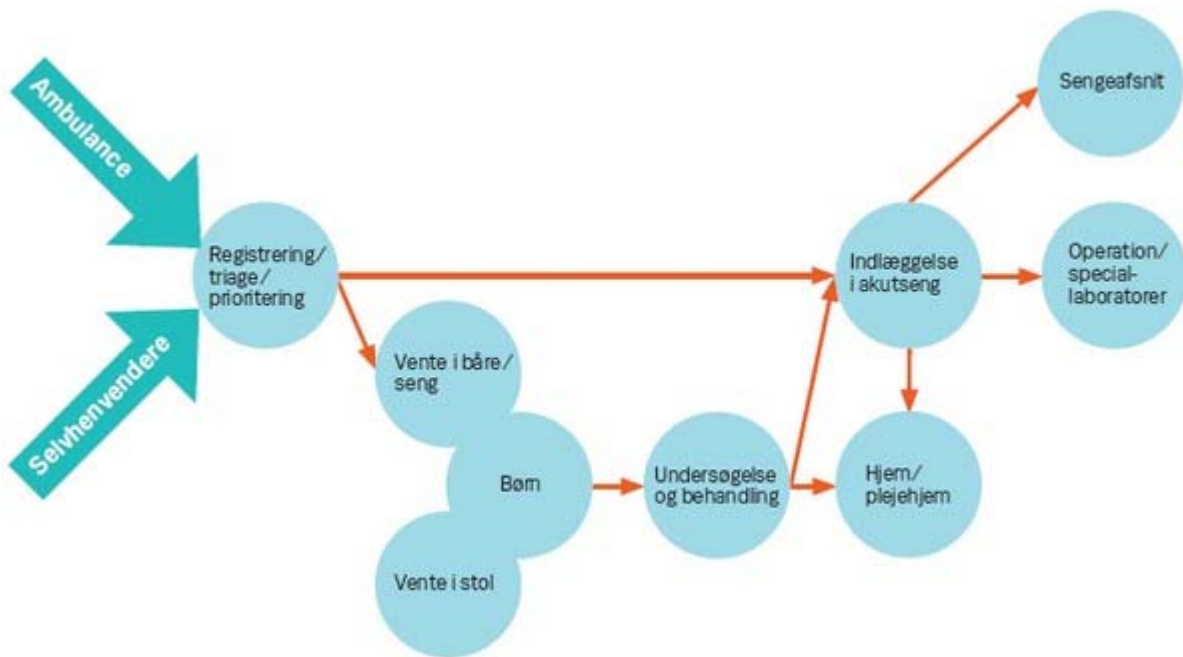 Ambulance
Selvhenvendere
Registrering/
triage/
prioritering
Vente i båre/
seng
Børn
Vente i stol
Undersøgelse
og behandling
Indlæggelse
i akutseng
Hjem/
plejehjem
Sengeafsnit
Operation/
special-
laboratorer